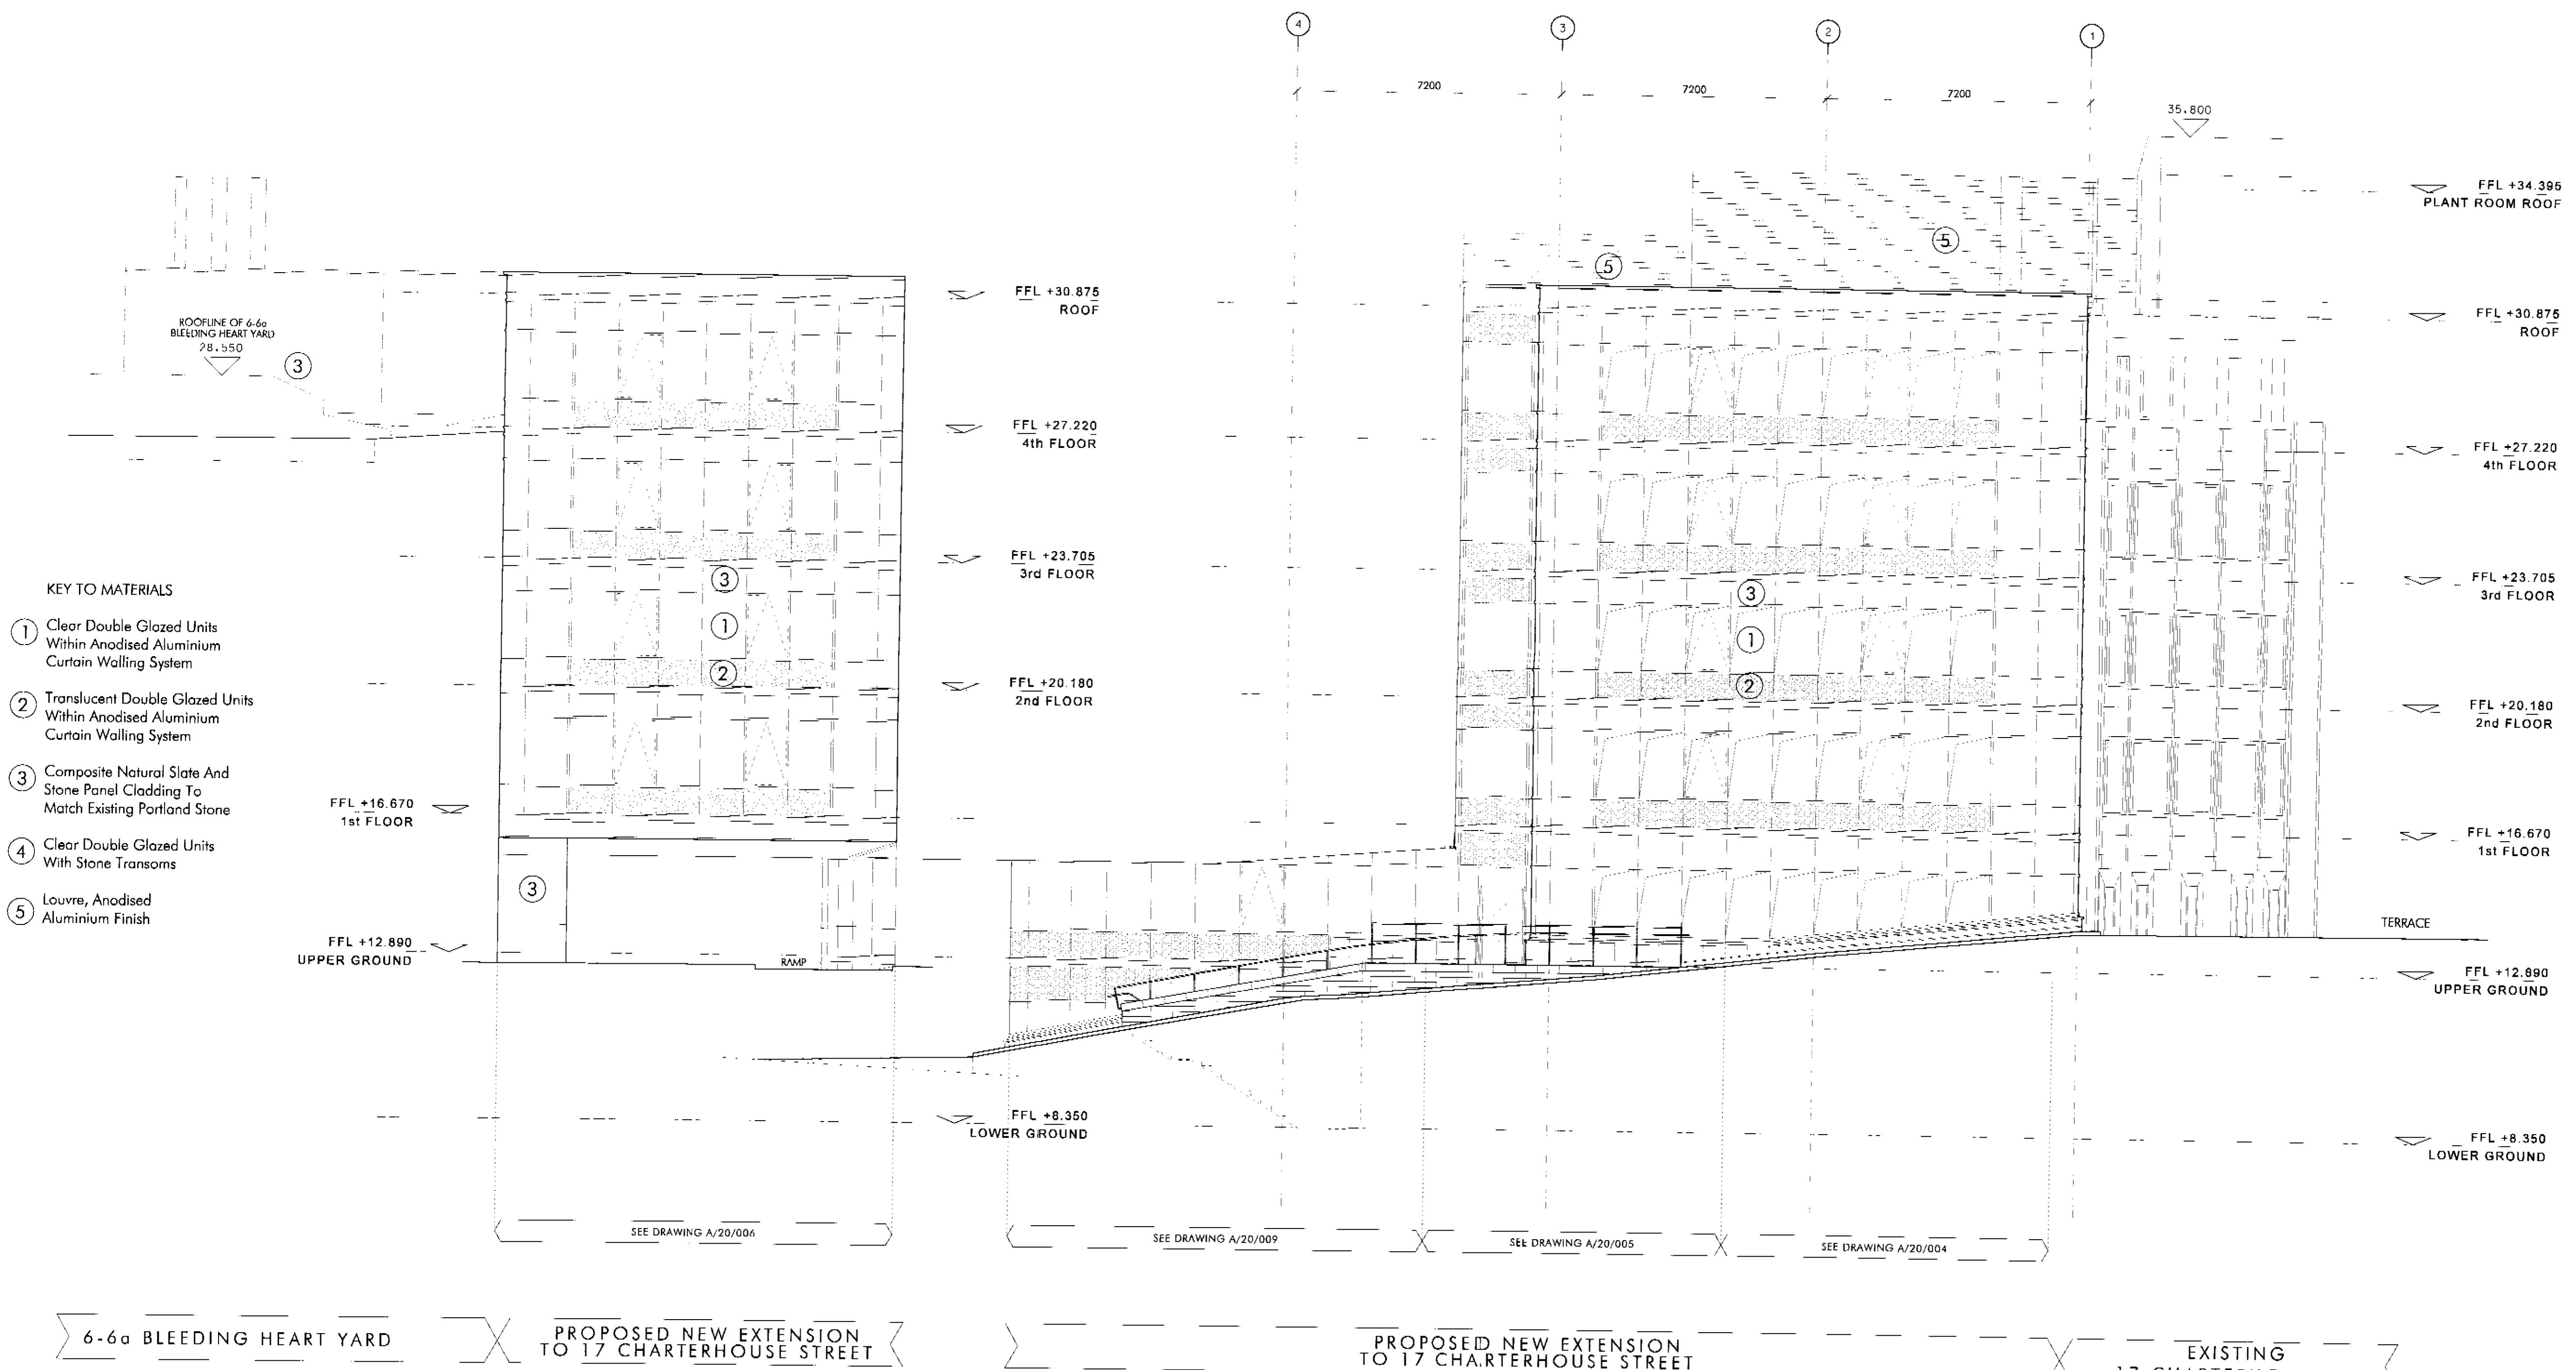 4
3
2
1
7200
7200
7200
35.800
FFL +34.395
PLANT ROOM ROOF
5
5
FFL +30.875
ROOF
FFL +30.875
ROOF
ROOFLINE OF 6-6a
BLEEDING HEART YARD
28.550
3
FFL +27.220
4th FLOOR
FFL +27.220
4th FLOOR
FFL +23.705
3rd FLOOR
FFL +23.705
3rd FLOOR
3
1
2
3
1
2
KEY TO MATERIALS
1 Clear Double Glazed Units
Within Anodised Aluminium
Curtain Walling System
2 Translucent Double Glazed Units
Within Anodised Aluminium
Curtain Walling System
3 Composite Natural Slate And
Stone Panel Cladding To
Match Existing Portland Stone
4 Clear Double Glazed Units
With Stone Transoms
5 Louvre, Anodised
Aluminium Finish
FFL +20.180
2nd FLOOR
FFL +20.180
2nd FLOOR
FFL +16.670
1st FLOOR
FFL +16.670
1st FLOOR
3
FFL +12.890
UPPER GROUND
RAMP
TERRACE
FFL +12.890
UPPER GROUND
FFL +8.350
LOWER GROUND
FFL +8.350
LOWER GROUND
SEE DRAWING A/20/006
SEE DRAWING A/20/009
SEE DRAWING A/20/005
SEE DRAWING A/20/004
6-6a BLEEDING HEART YARD
PROPOSED NEW EXTENSION
TO 17 CHARTERHOUSE STREET
PROPOSED NEW EXTENSION
TO 17 CHARTERHOUSE STREET
EXISTING